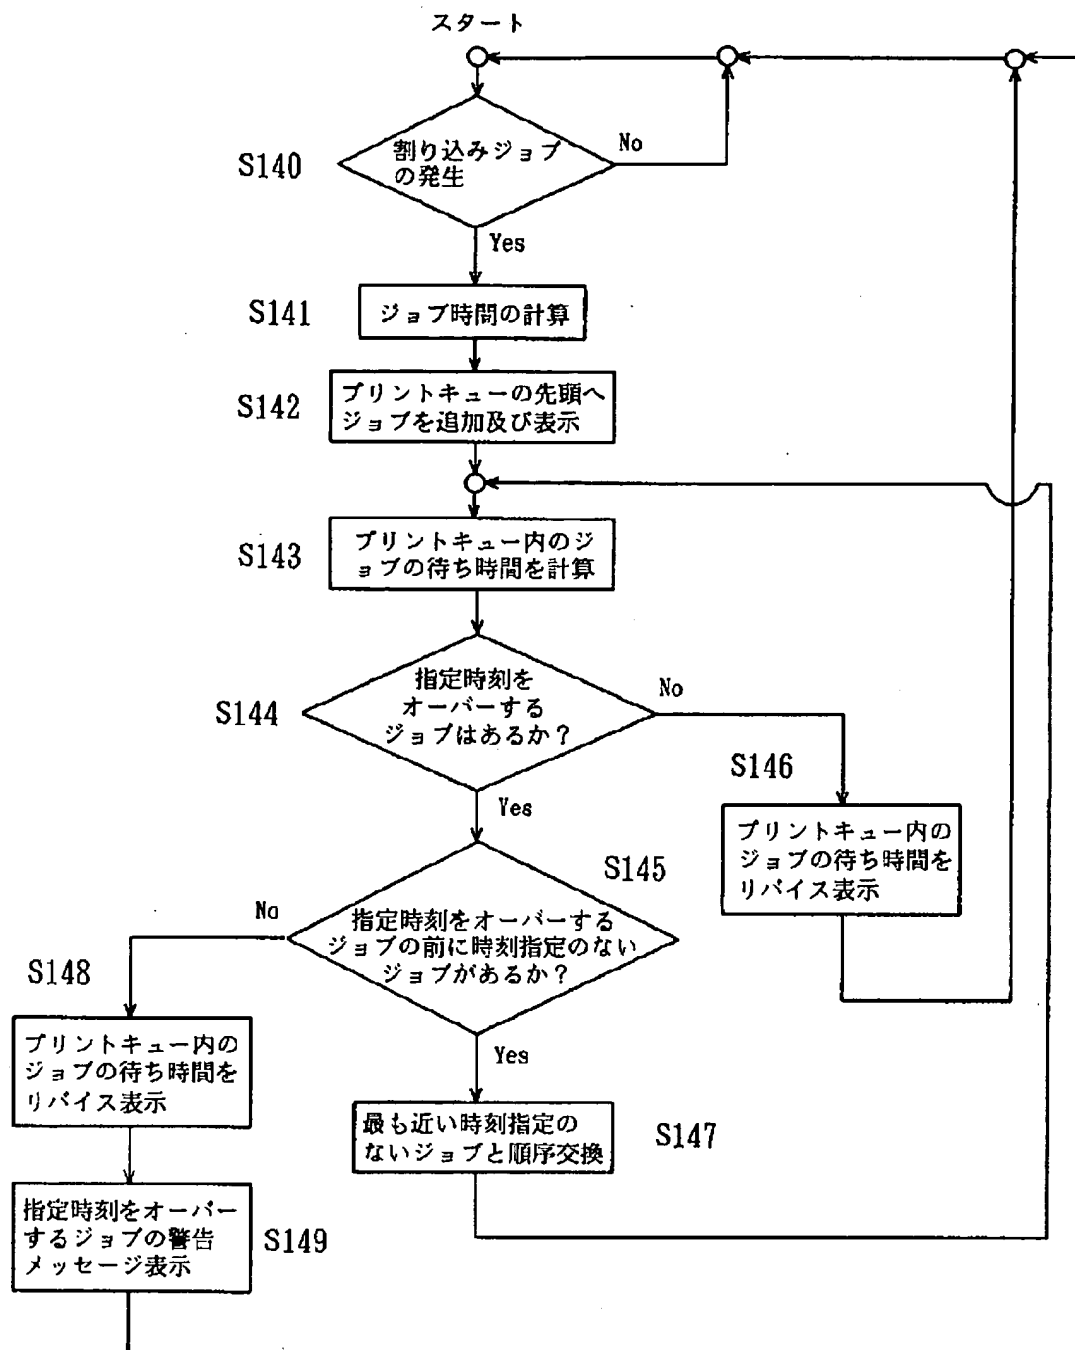 スタート
S140
割り込みジョブ
の発生
No
Yes
S141
ジョブ時間の計算
S142
プリントキューの先頭へ
ジョブを追加及び表示
S143
プリントキュー内のジ
ョブの待ち時間を計算
S144
指定時刻を
オーバーする
ジョブはあるか?
No
Yes
S146
プリントキュー内の
ジョブの待ち時間を
リバイス表示
S145
指定時刻をオーバーする
ジョブの前に時刻指定のない
ジョブがあるか?
No
Yes
S148
プリントキュー内の
ジョブの待ち時間を
リバイス表示
S147
最も近い時刻指定の
ないジョブと順序交換
S149
指定時刻をオーバー
するジョブの警告
メッセージ表示